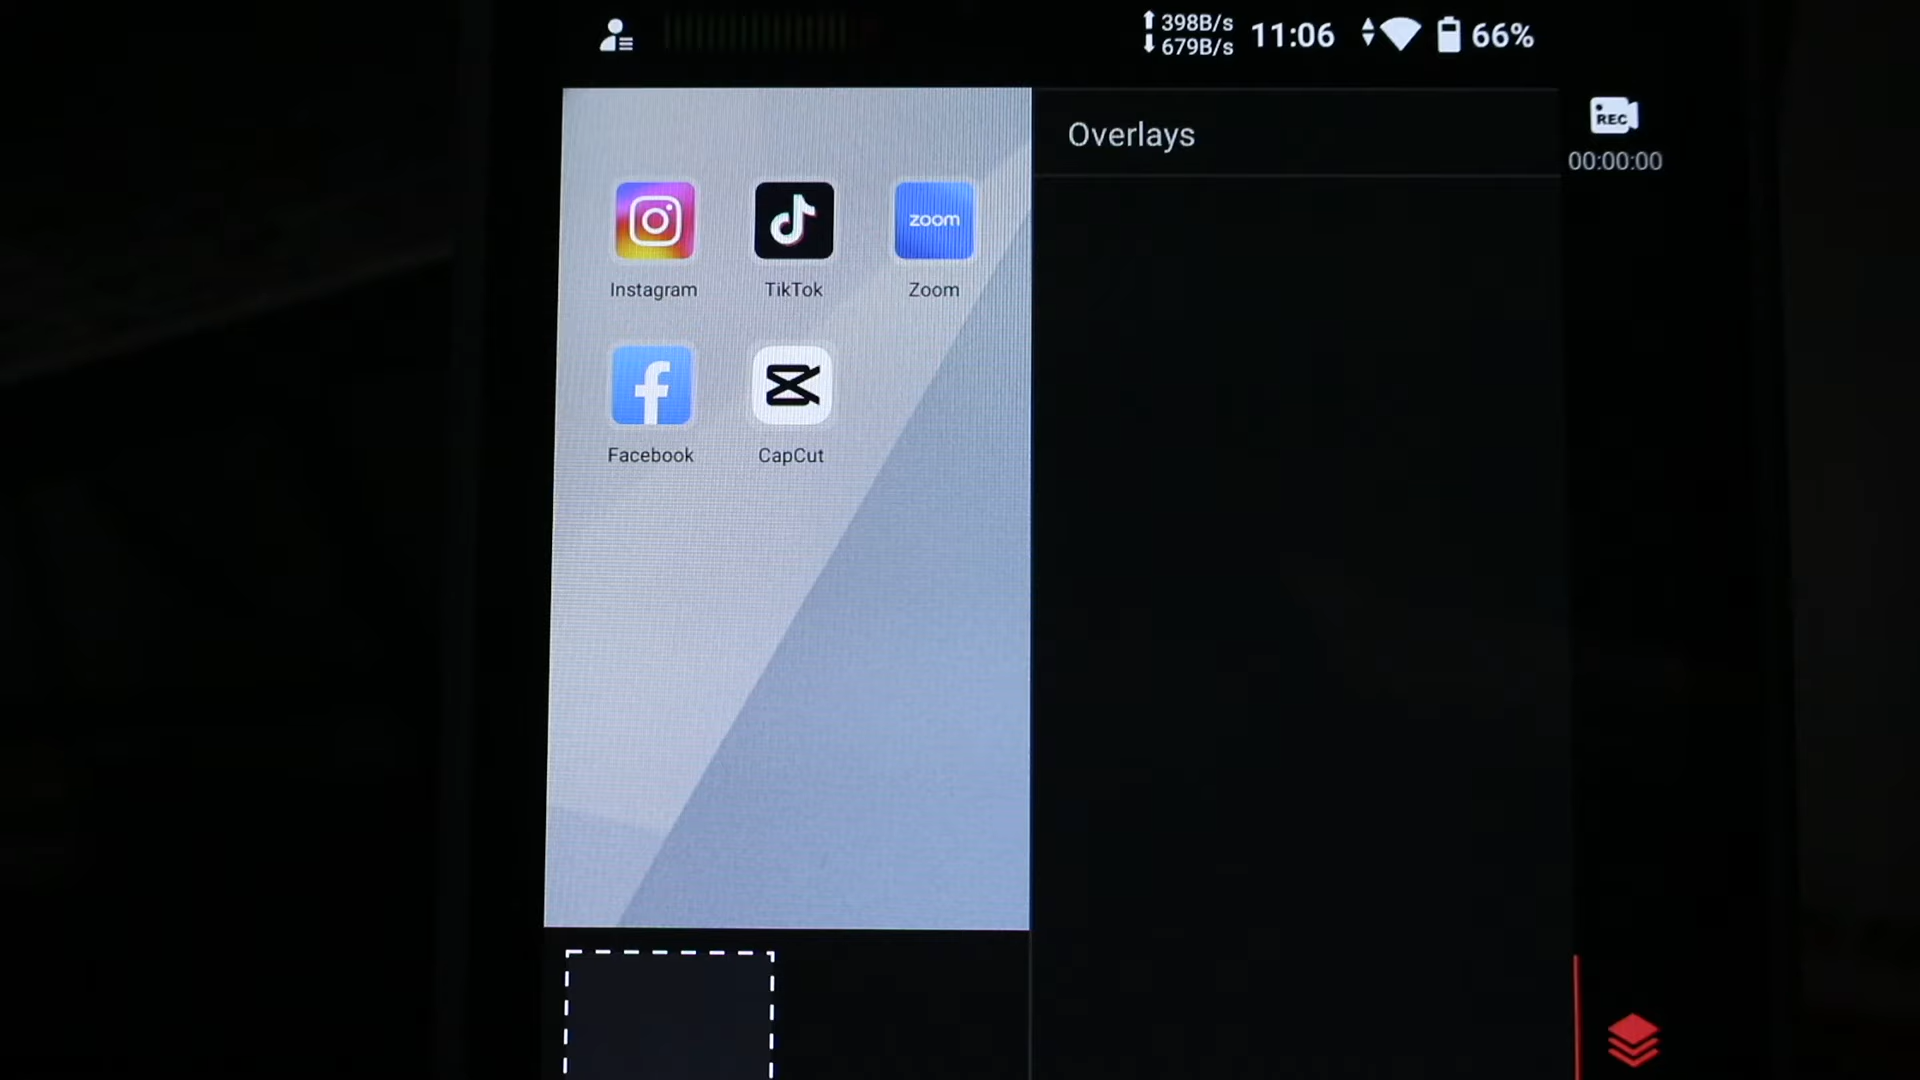 398B/s
679B/s
11:06
66%
Overlays
REC
00:00:00
zoom
Instagram
TikTok
Zoom
Facebook
CapCut